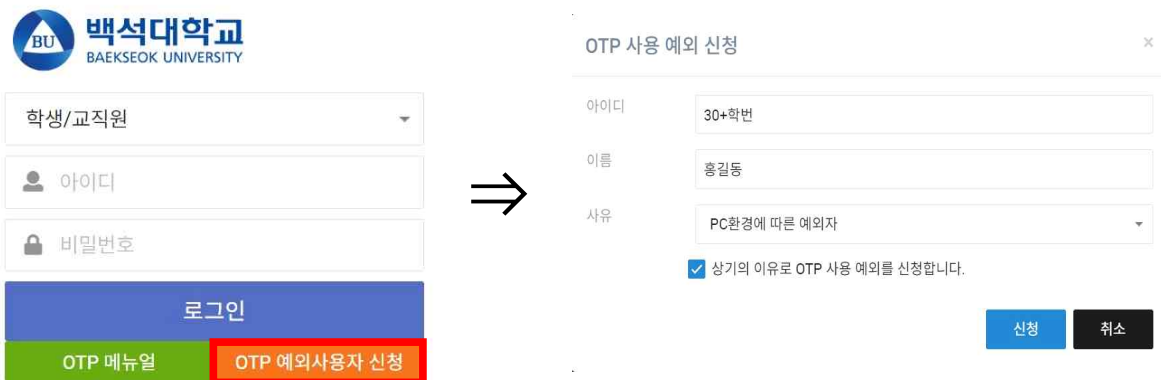 BU 백석대학교
BAEKSEOK UNIVERSITY
학생/교직원
아이디
비밀번호
로그인
OTP 메뉴얼
OTP 예외사용자 신청
⇒
OTP 사용 예외 신청
×
아이디
30+학번
이름
홍길동
사유
PC환경에 따른 예외자
상기의 이유로 OTP 사용 예외를 신청합니다.
신청
취소